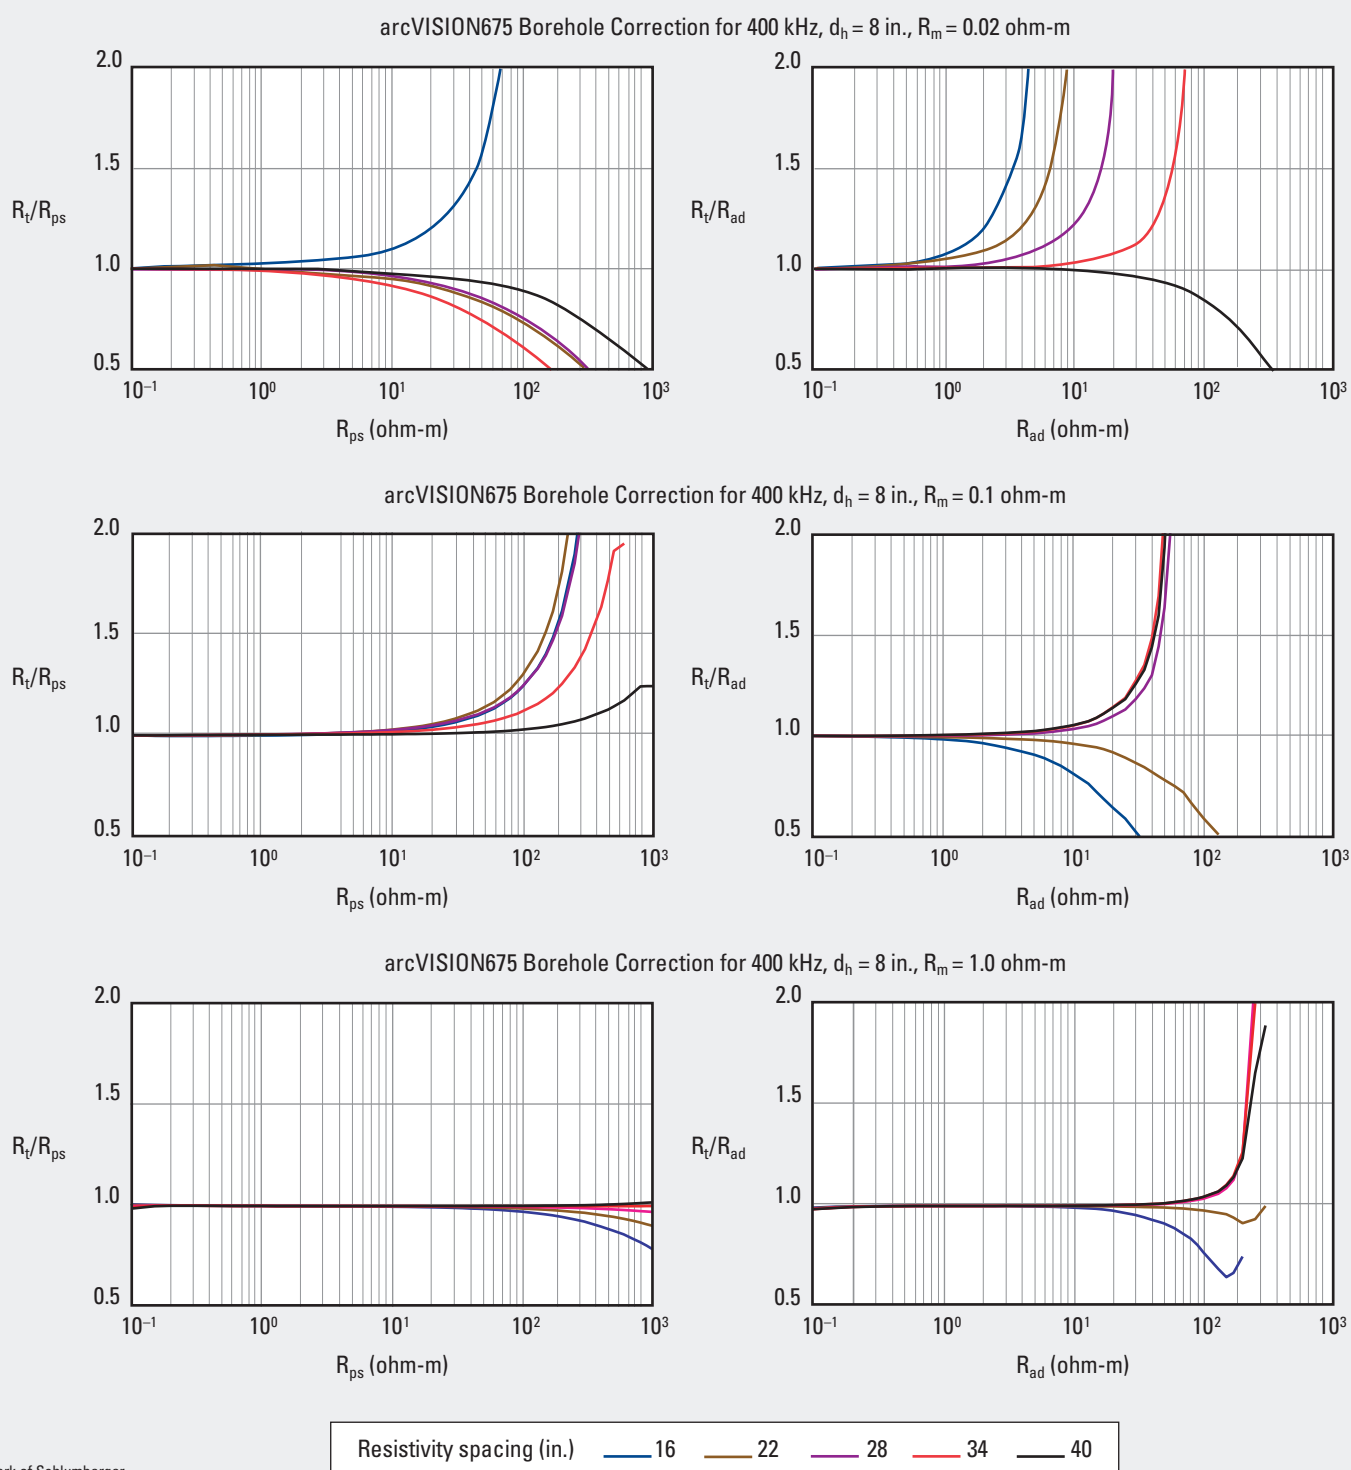 arcVISION675 Borehole Correction for 400 kHz, dh = 8 in., Rm = 0.02 ohm-m
2.0
1.5
1.0
0.5
Rt/Rps
10–1 100 101 102 103
Rps (ohm-m)
2.0
1.5
1.0
0.5
Rt/Rad
10–1 100 101 102 103
Rad (ohm-m)
arcVISION675 Borehole Correction for 400 kHz, dh = 8 in., Rm = 0.1 ohm-m
2.0
1.5
1.0
0.5
Rt/Rps
10–1 100 101 102 103
Rps (ohm-m)
2.0
1.5
1.0
0.5
Rt/Rad
10–1 100 101 102 103
Rad (ohm-m)
arcVISION675 Borehole Correction for 400 kHz, dh = 8 in., Rm = 1.0 ohm-m
2.0
1.5
1.0
0.5
Rt/Rps
10–1 100 101 102 103
Rps (ohm-m)
2.0
1.5
1.0
0.5
Rt/Rad
10–1 100 101 102 103
Rad (ohm-m)
Resistivity spacing (in.) 16 22 28 34 40